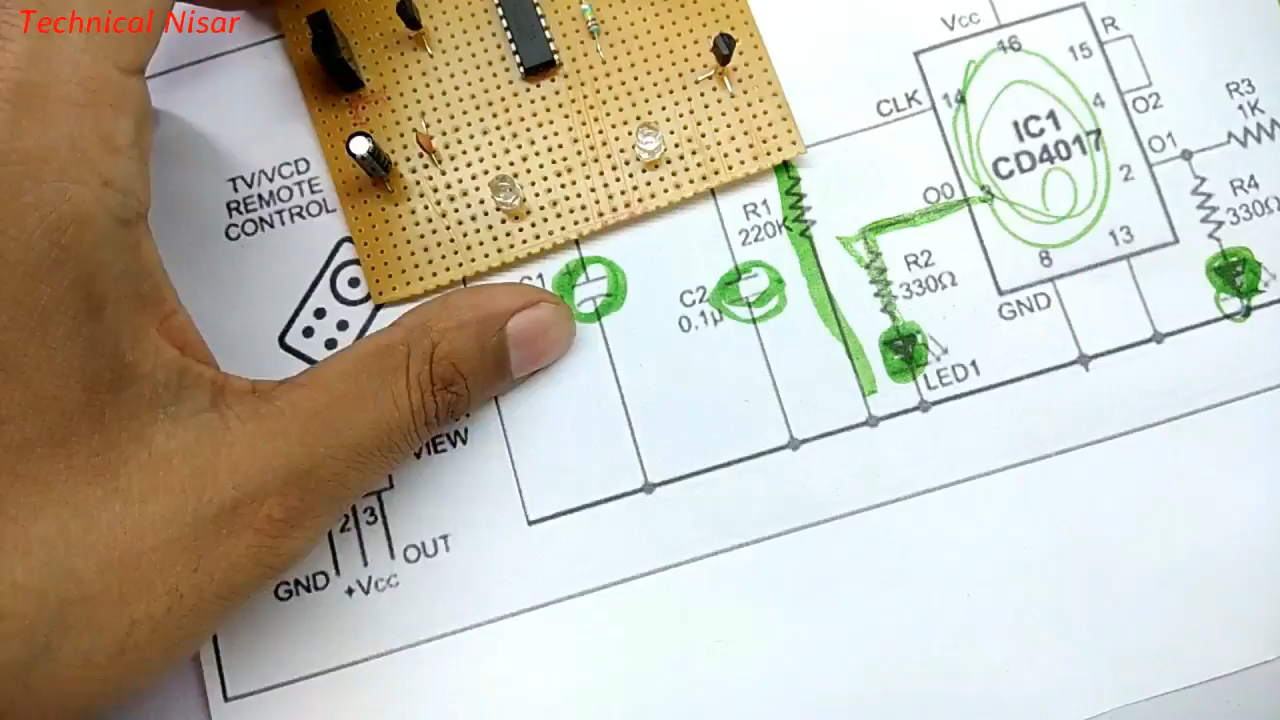 Technical Nisar
Vcc
16
15
R
CLK
14
4
O2
R3
1K
IC1
CD4017
O1
TV/VCD
REMOTE
CONTROL
O0
3
2
R4
330Ω
R1
220K
13
8
R2
330Ω
C2
0.1µ
GND
LED1
VIEW
2
3
OUT
GND
+Vcc